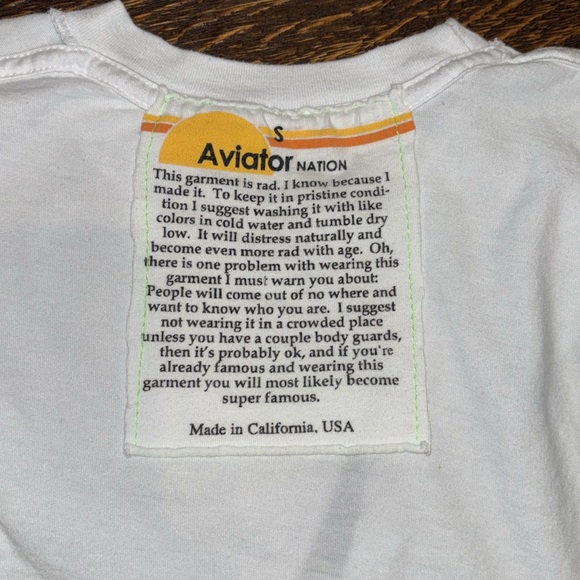 S
Aviator NATION
This garment is rad. I know because I
made it. To keep it in pristine condi-
tion I suggest washing it with like
colors in cold water and tumble dry
low. It will distress naturally and
become even more rad with age. Oh,
there is one problem with wearing this
garment I must warn you about:
People will come out of no where and
want to know who you are. I suggest
not wearing it in a crowded place
unless you have a couple body guards,
then it's probably ok, and if you're
already famous and wearing this
garment you will most likely become
super famous.
Made in California, USA